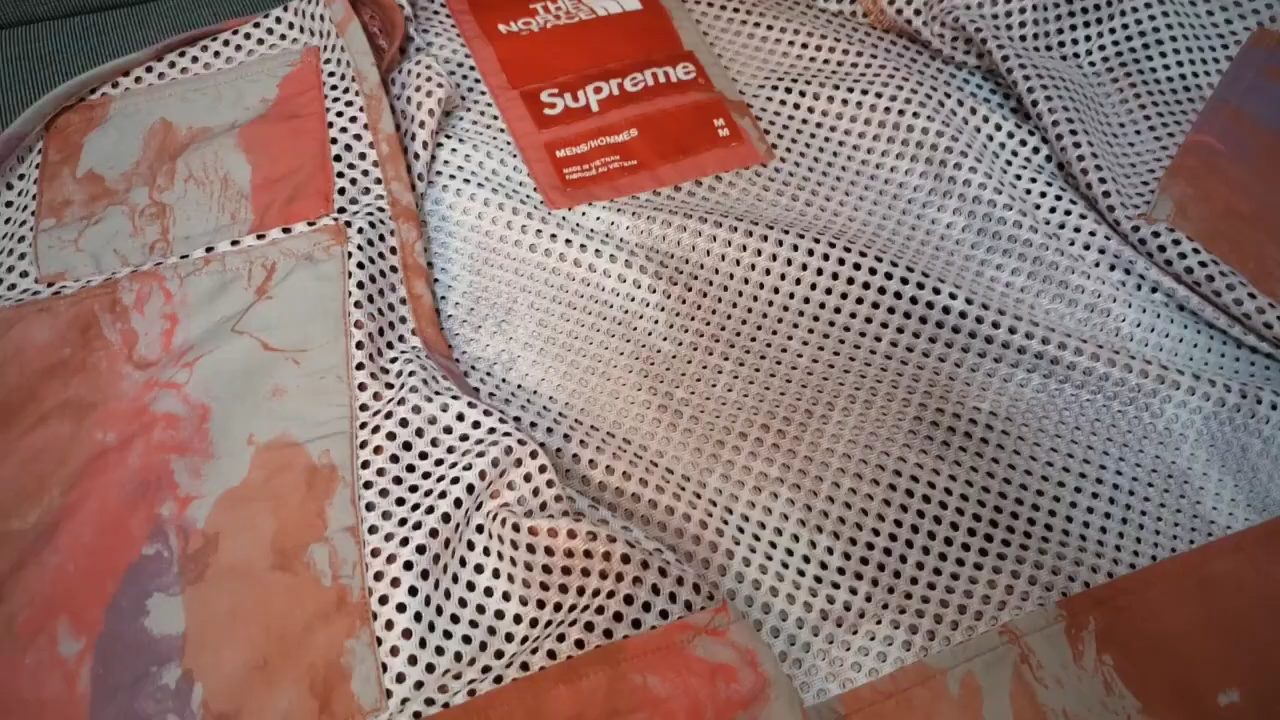 THE
NORTH
FACE
Supreme
MENS/HOMMES
M
M
MADE IN VIETNAM
FABRIQUÉ AU VIETNAM